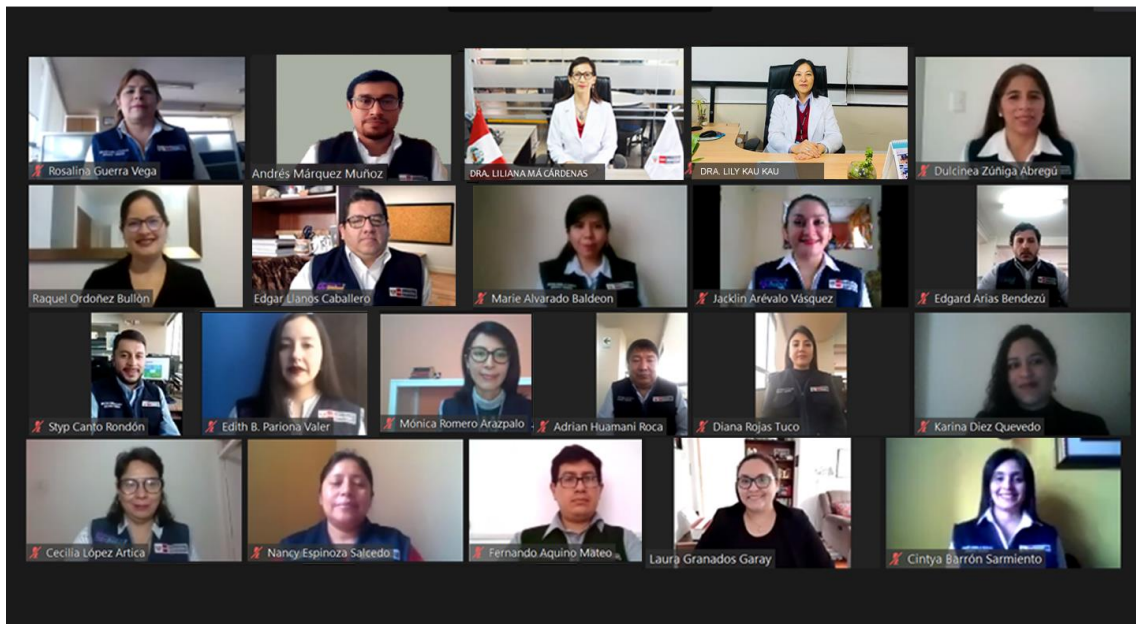 Rosalina Guerra Vega
Andrés Márquez Muñoz
DRA. LILIANA MÁ CÁRDENAS
DRA. LILY KAU KAU
Dulcinea Zúñiga Abregú
Raquel Ordoñez Bullòn
Edgar Llanos Caballero
Marie Alvarado Baldeon
Jacklin Arévalo Vásquez
Edgard Arias Bendezú
Styp Canto Rondón
Edith B. Pariona Valer
Mónica Romero Arazpalo
Adrian Huamani Roca
Diana Rojas Tuco
Karina Diez Quevedo
Cecilia López Artica
Nancy Espinoza Salcedo
Fernando Aquino Mateo
Laura Granados Garay
Cintya Barrón Sarmiento